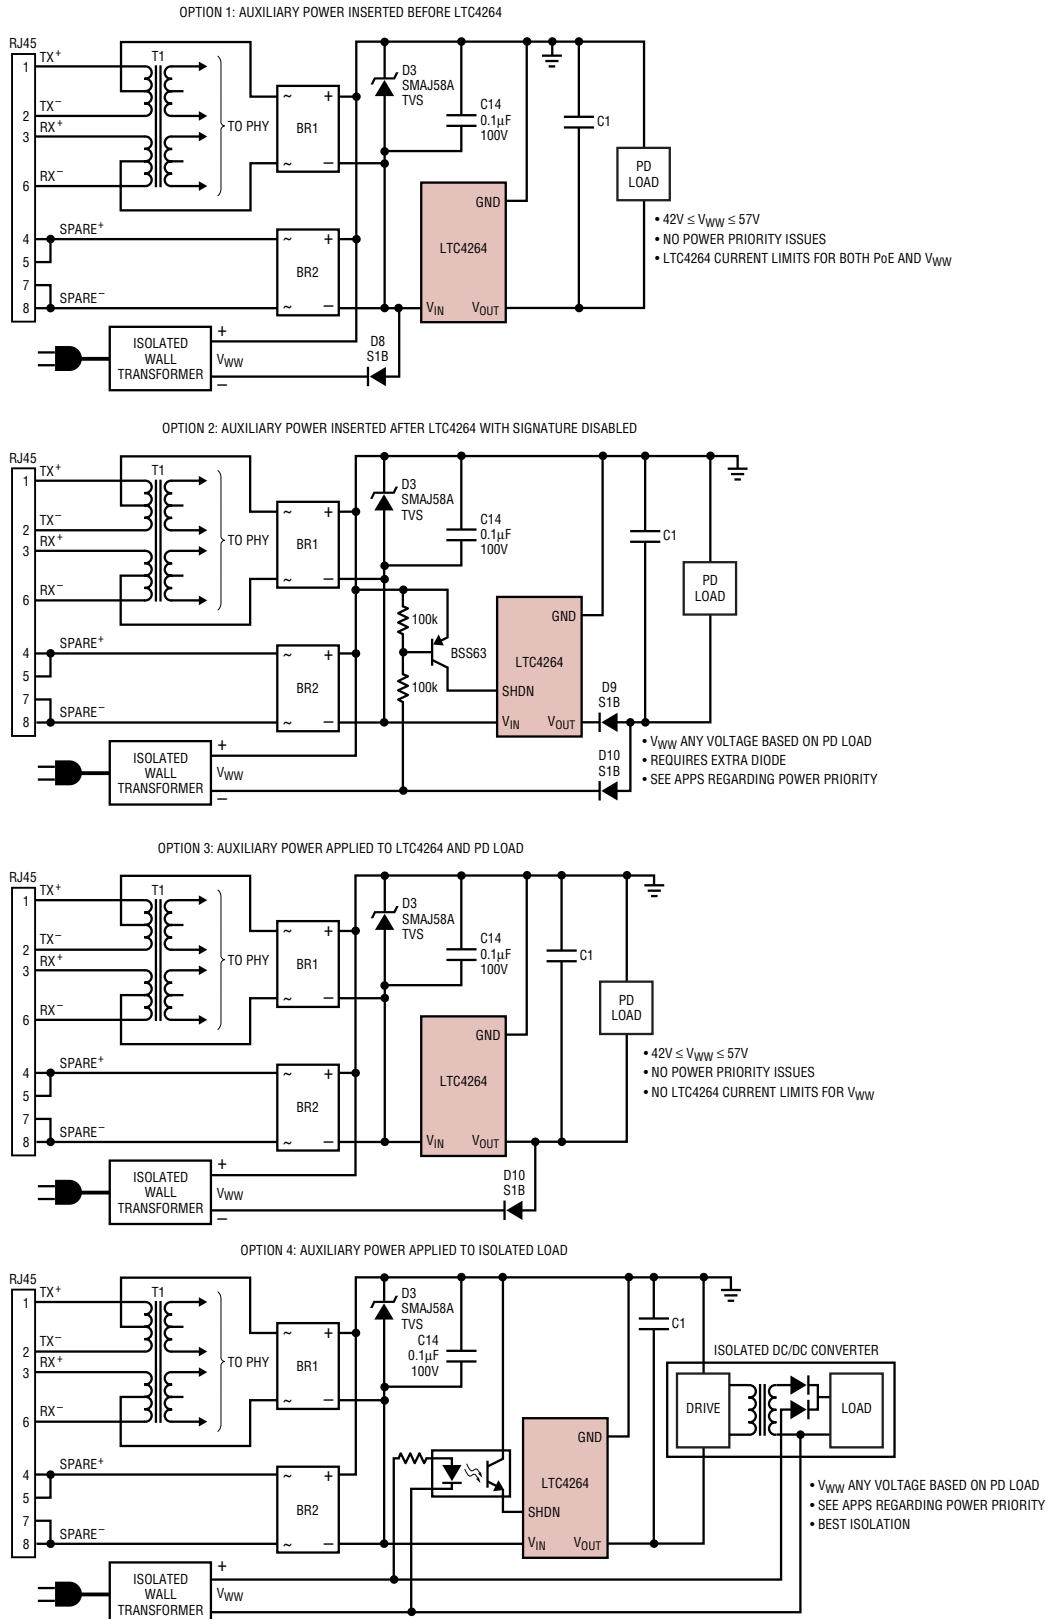 OPTION 1: AUXILIARY POWER INSERTED BEFORE LTC4264
RJ45
1
TX+
2
TX−
3
RX+
6
RX−
T1
TO PHY
~
+
BR1
~
−
D3
SMAJ58A
TVS
C14
0.1µF
100V
C1
PD
LOAD
GND
LTC4264
VIN
VOUT
4
SPARE+
5
7
8
SPARE−
~
+
BR2
~
−
• 42V ≤ VWW ≤ 57V
• NO POWER PRIORITY ISSUES
• LTC4264 CURRENT LIMITS FOR BOTH PoE AND VWW
ISOLATED
WALL
TRANSFORMER
+
VWW
−
D8
S1B
OPTION 2: AUXILIARY POWER INSERTED AFTER LTC4264 WITH SIGNATURE DISABLED
RJ45
1
TX+
2
TX−
3
RX+
6
RX−
T1
TO PHY
~
+
BR1
~
−
D3
SMAJ58A
TVS
C14
0.1µF
100V
C1
PD
LOAD
100k
BSS63
100k
GND
LTC4264
SHDN
VIN
VOUT
D9
S1B
4
SPARE+
5
7
8
SPARE−
~
+
BR2
~
−
• VWW ANY VOLTAGE BASED ON PD LOAD
• REQUIRES EXTRA DIODE
• SEE APPS REGARDING POWER PRIORITY
ISOLATED
WALL
TRANSFORMER
+
VWW
−
D10
S1B
OPTION 3: AUXILIARY POWER APPLIED TO LTC4264 AND PD LOAD
RJ45
1
TX+
2
TX−
3
RX+
6
RX−
T1
TO PHY
~
+
BR1
~
−
D3
SMAJ58A
TVS
C14
0.1µF
100V
C1
PD
LOAD
GND
LTC4264
VIN
VOUT
4
SPARE+
5
7
8
SPARE−
~
+
BR2
~
−
• 42V ≤ VWW ≤ 57V
• NO POWER PRIORITY ISSUES
• NO LTC4264 CURRENT LIMITS FOR VWW
ISOLATED
WALL
TRANSFORMER
+
VWW
−
D10
S1B
OPTION 4: AUXILIARY POWER APPLIED TO ISOLATED LOAD
RJ45
1
TX+
2
TX−
3
RX+
6
RX−
T1
TO PHY
~
+
BR1
~
−
D3
SMAJ58A
TVS
C14
0.1µF
100V
C1
ISOLATED DC/DC CONVERTER
DRIVE
LOAD
GND
LTC4264
SHDN
VIN
VOUT
4
SPARE+
5
7
8
SPARE−
~
+
BR2
~
−
• VWW ANY VOLTAGE BASED ON PD LOAD
• SEE APPS REGARDING POWER PRIORITY
• BEST ISOLATION
ISOLATED
WALL
TRANSFORMER
+
VWW